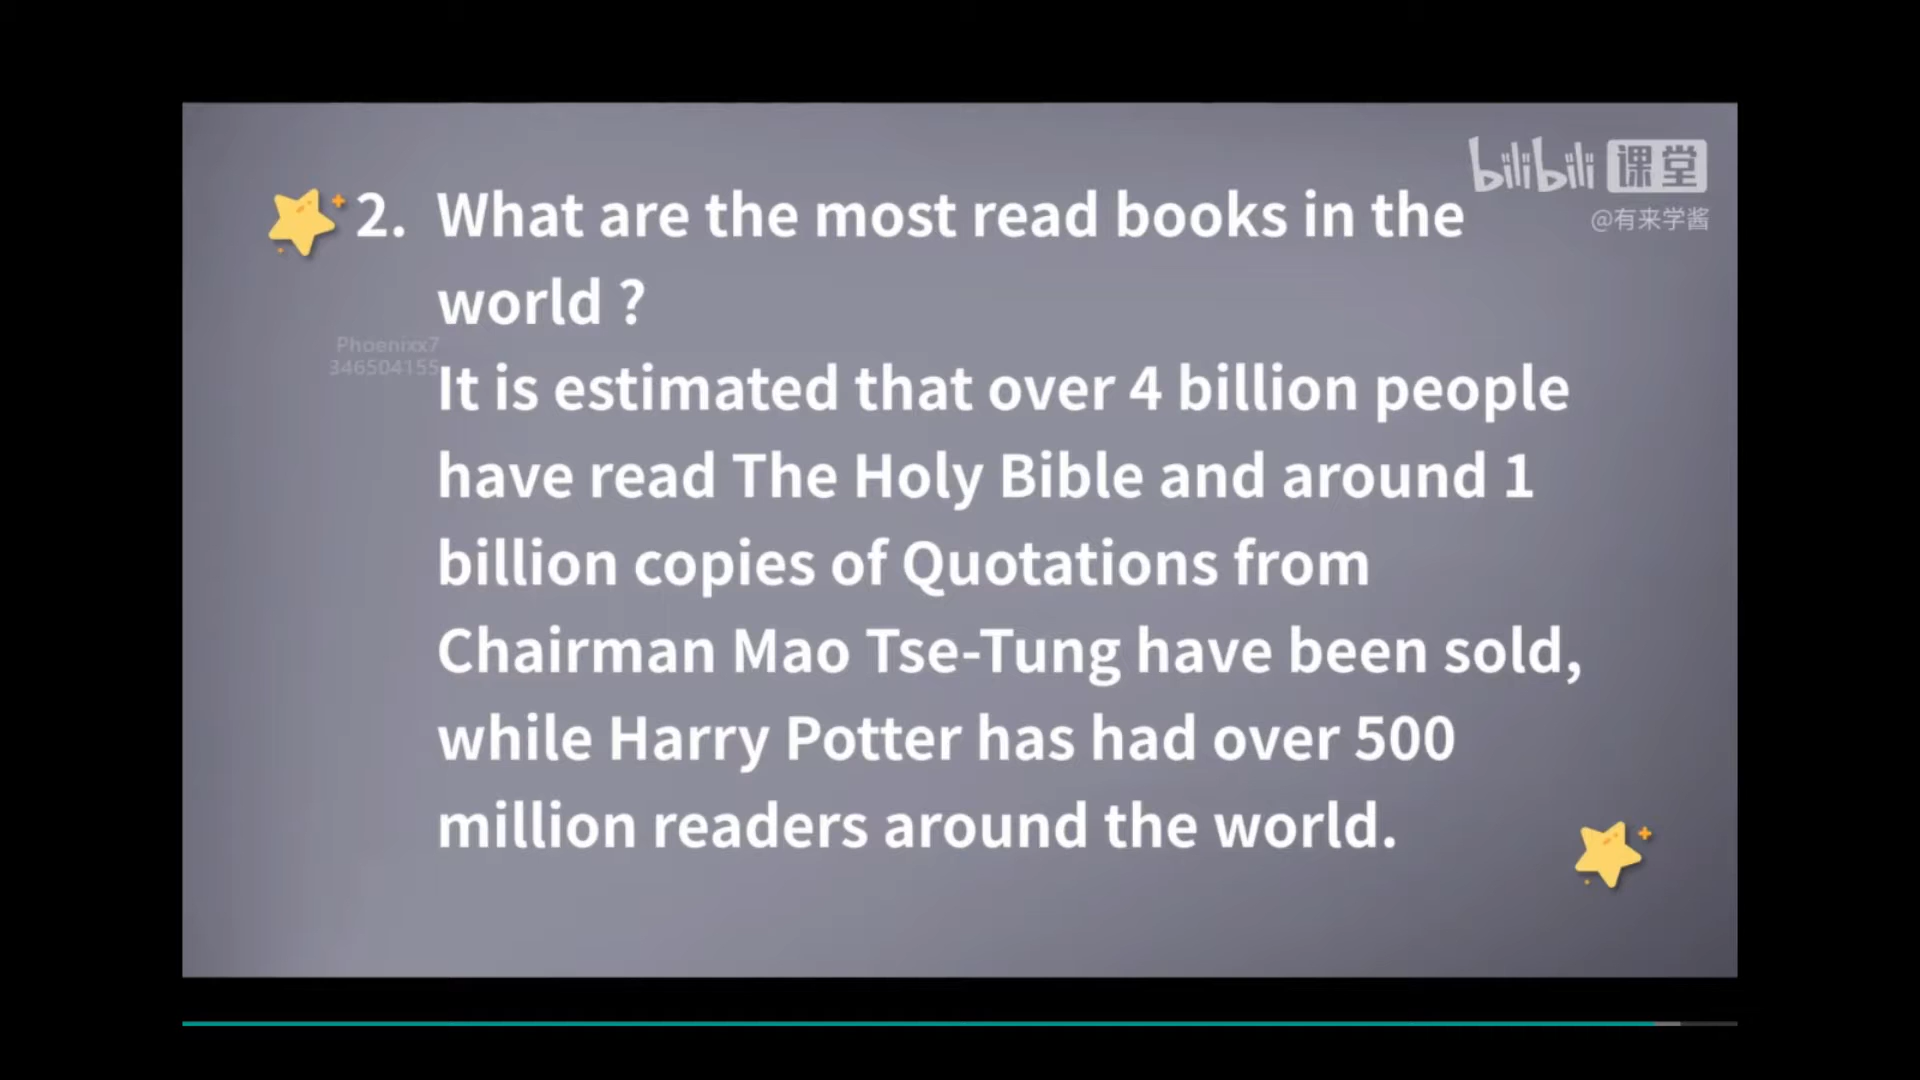 bilibili 课堂
@有来学酱
2. What are the most read books in the
world ?
Phoenixx7
346504155
It is estimated that over 4 billion people
have read The Holy Bible and around 1
billion copies of Quotations from
Chairman Mao Tse-Tung have been sold,
while Harry Potter has had over 500
million readers around the world.